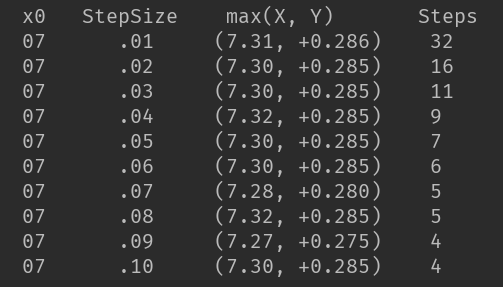 x0 StepSize max(X, Y) Steps
07 .01 (7.31, +0.286) 32
07 .02 (7.30, +0.285) 16
07 .03 (7.30, +0.285) 11
07 .04 (7.32, +0.285) 9
07 .05 (7.30, +0.285) 7
07 .06 (7.30, +0.285) 6
07 .07 (7.28, +0.280) 5
07 .08 (7.32, +0.285) 5
07 .09 (7.27, +0.275) 4
07 .10 (7.30, +0.285) 4